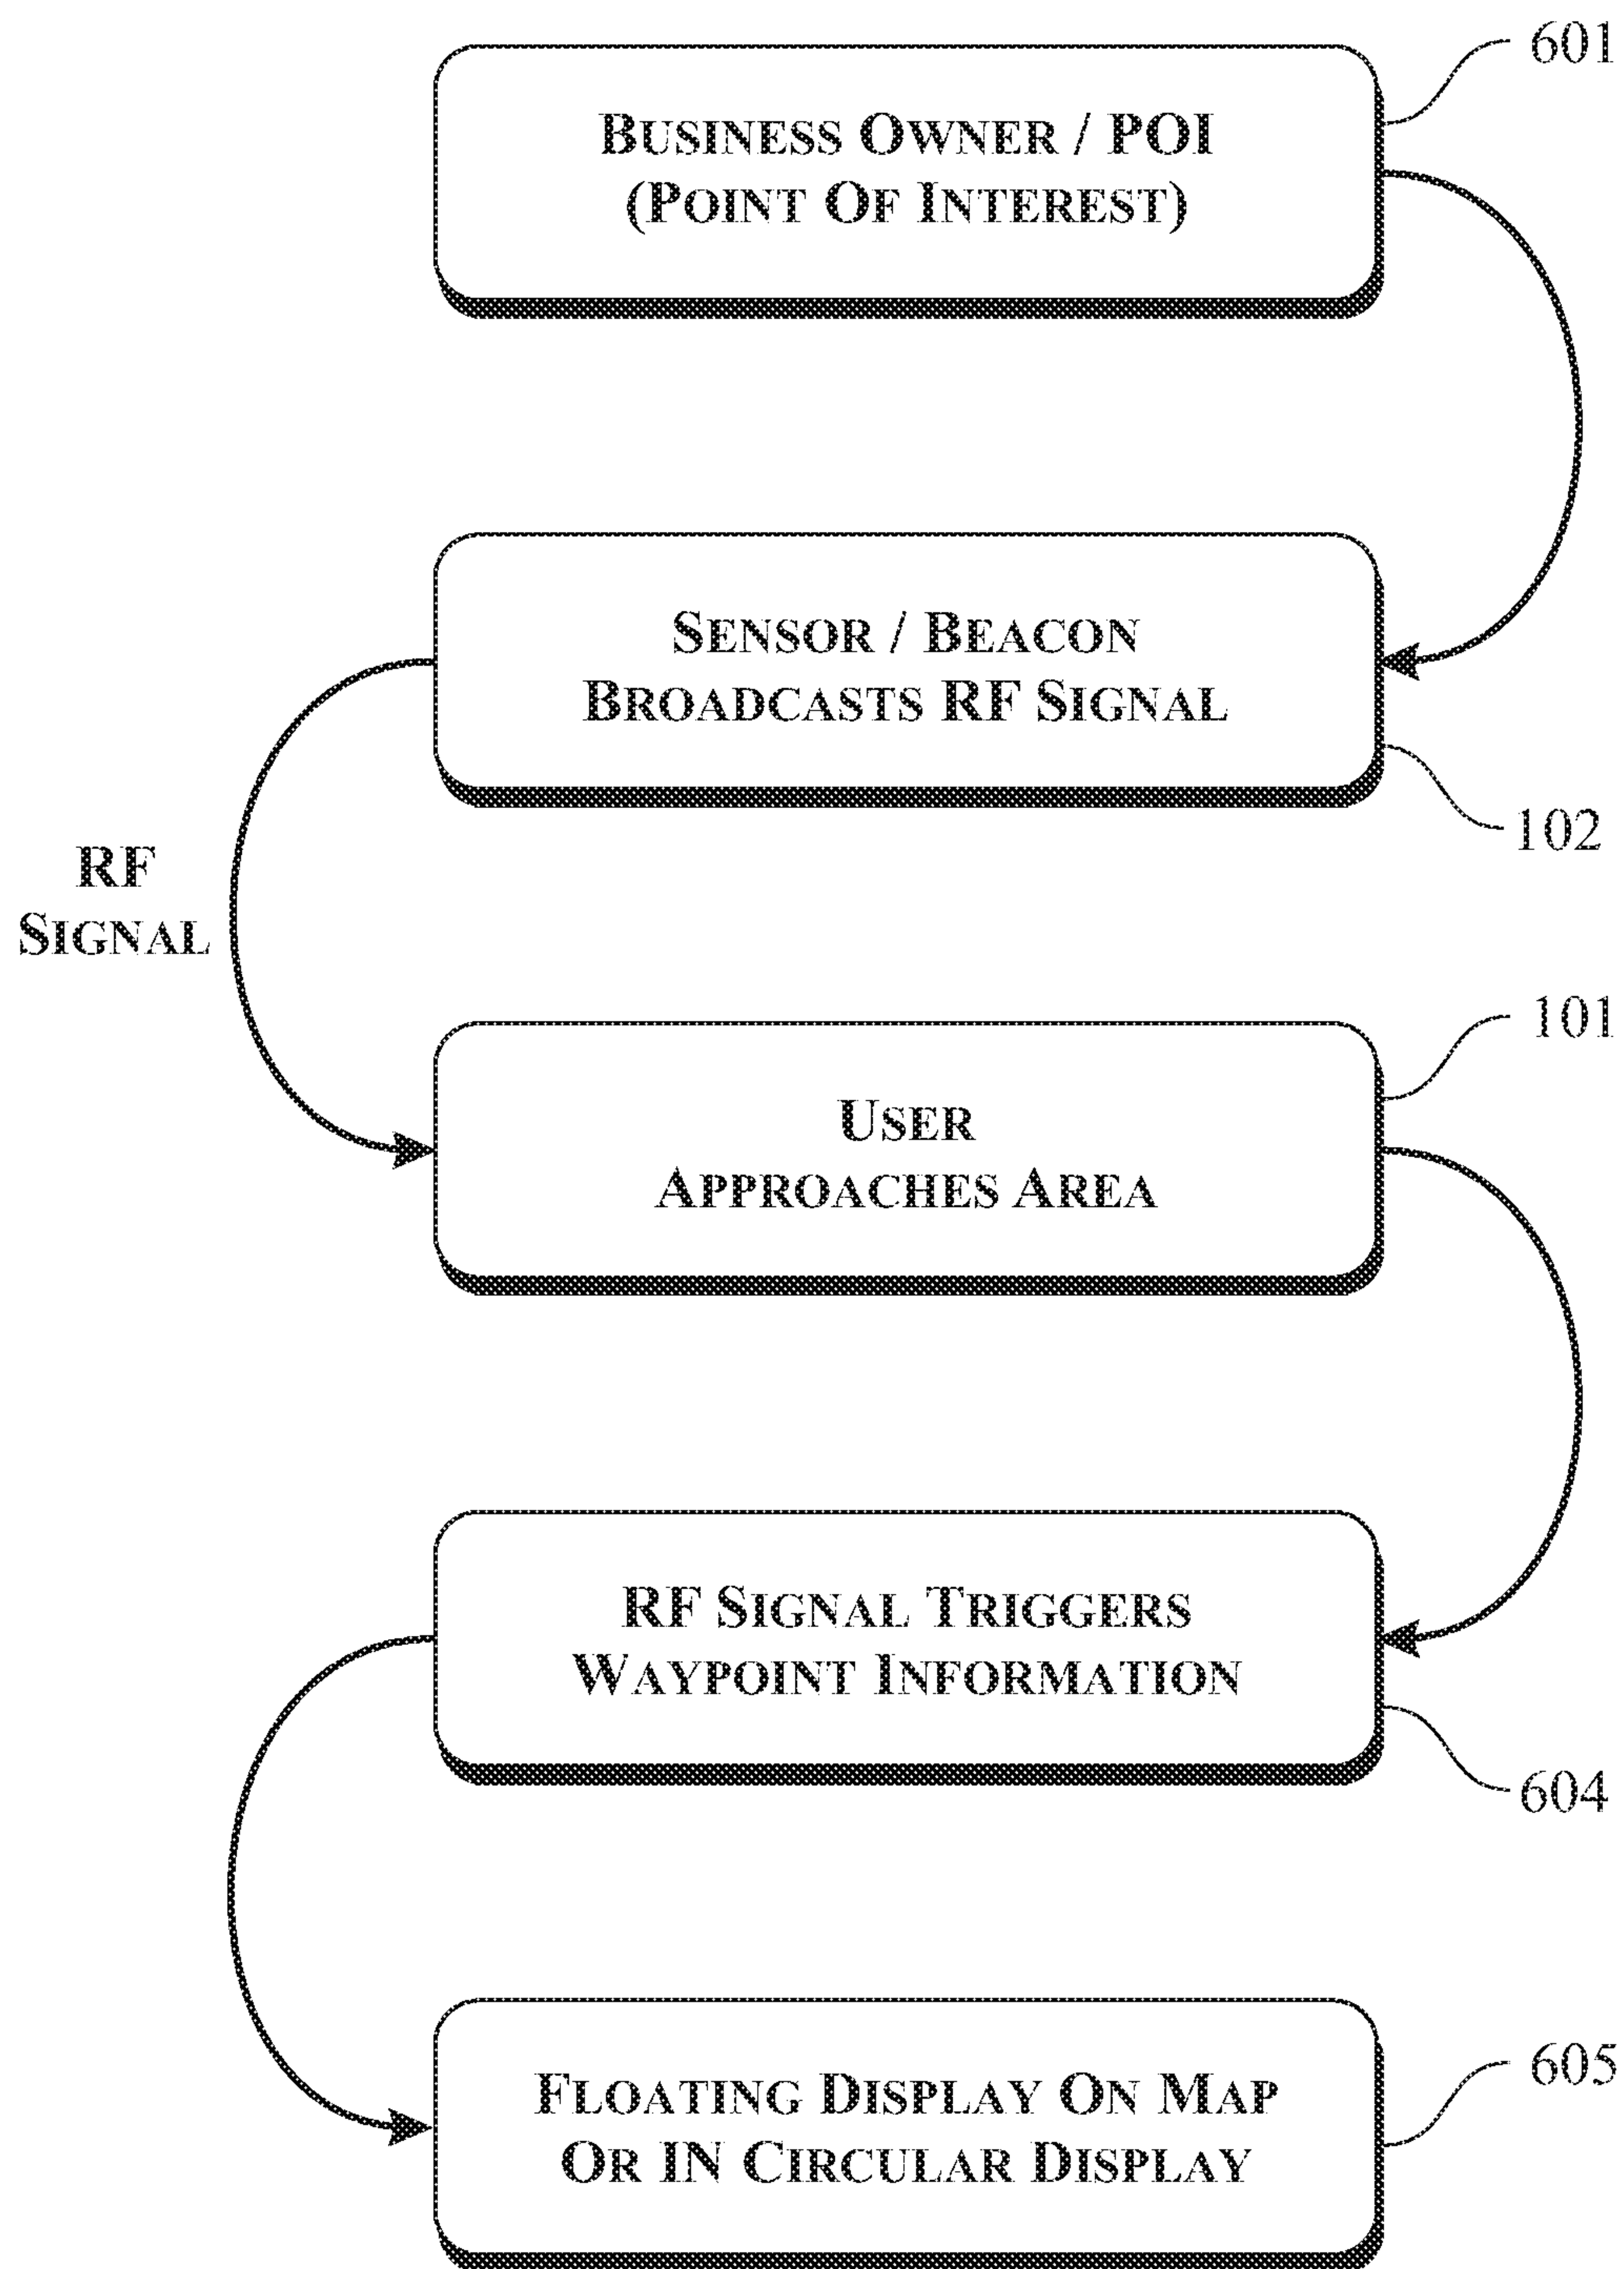 601
BUSINESS OWNER / POI
(POINT OF INTEREST)
SENSOR / BEACON
BROADCASTS RF SIGNAL
102
RF
SIGNAL
101
USER
APPROACHES AREA
RF SIGNAL TRIGGERS
WAYPOINT INFORMATION
604
605
FLOATING DISPLAY ON MAP
OR IN CIRCULAR DISPLAY